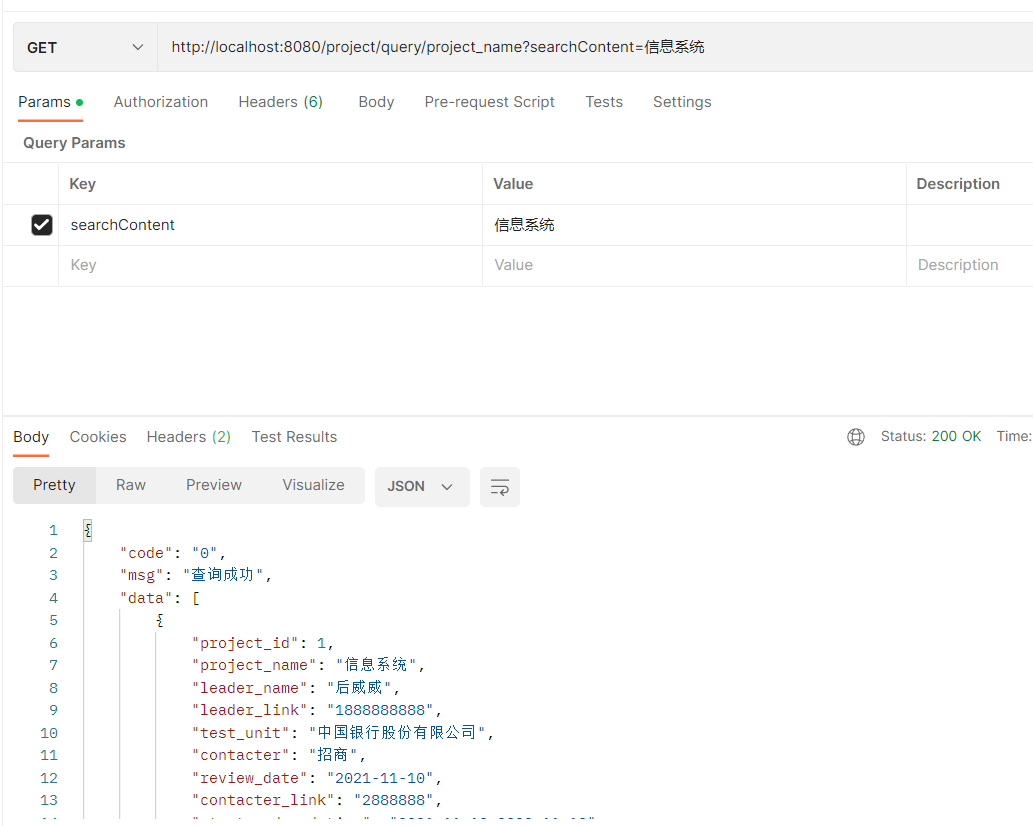 GET http://localhost:8080/project/query/project_name?searchContent=信息系统
Params Authorization Headers (6) Body Pre-request Script Tests Settings
Query Params
Key Value Description
searchContent 信息系统
Key Value Description
Body Cookies Headers (2) Test Results Status: 200 OK Time:
Pretty Raw Preview Visualize JSON
1 {
2 "code": "0",
3 "msg": "查询成功",
4 "data": [
5 {
6 "project_id": 1,
7 "project_name": "信息系统",
8 "leader_name": "后威威",
9 "leader_link": "1888888888",
10 "test_unit": "中国银行股份有限公司",
11 "contacter": "招商",
12 "review_date": "2021-11-10",
13 "contacter_link": "2888888",